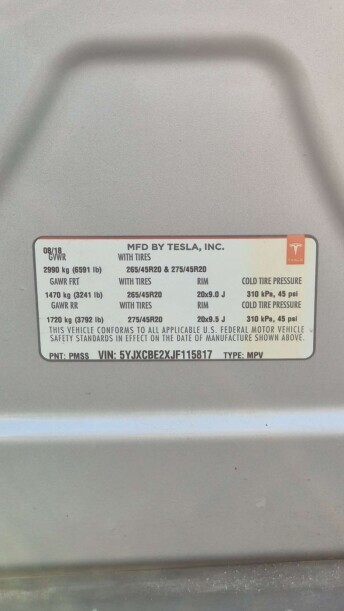 MFD BY TESLA, INC.
08/18
GVWR WITH TIRES
2990 kg (6591 lb) 265/45R20 & 275/45R20
GAWR FRT WITH TIRES RIM COLD TIRE PRESSURE
1470 kg (3241 lb) 265/45R20 20x9.0 J 310 kPa, 45 psi
GAWR RR WITH TIRES RIM COLD TIRE PRESSURE
1720 kg (3792 lb) 275/45R20 20x9.5 J 310 kPa, 45 psi
THIS VEHICLE CONFORMS TO ALL APPLICABLE U.S. FEDERAL MOTOR VEHICLE
SAFETY STANDARDS IN EFFECT ON THE DATE OF MANUFACTURE SHOWN ABOVE.
PNT: PMSS VIN: 5YJXCBE2XJF115817 TYPE: MPV